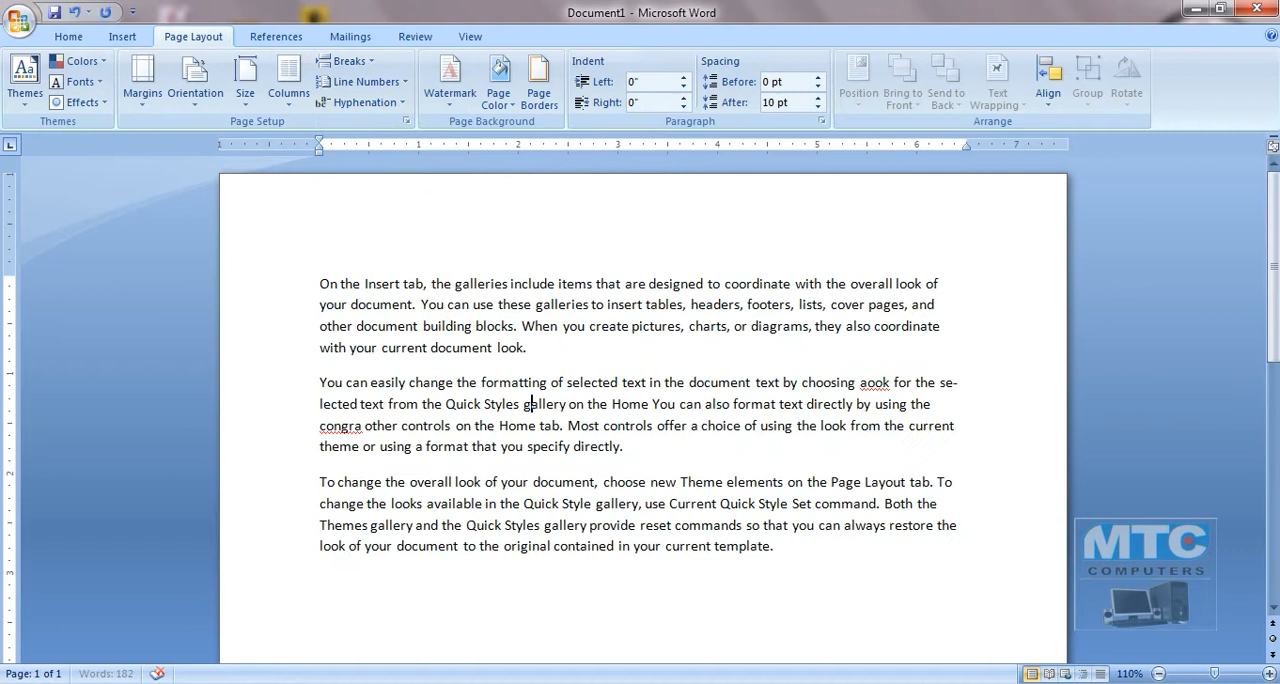 Document1 - Microsoft Word
Home Insert Page Layout References Mailings Review View
Themes
Colors
Fonts
Effects
Themes
Margins
Orientation
Size
Columns
Breaks
Line Numbers
Hyphenation
Page Setup
Watermark
Page Color
Page Borders
Page Background
Indent
Left: 0"
Right: 0"
Spacing
Before: 0 pt
After: 10 pt
Paragraph
Position
Bring to Front
Send to Back
Text Wrapping
Align
Group
Rotate
Arrange
1 1 2 3 4 5 6 7
On the Insert tab, the galleries include items that are designed to coordinate with the overall look of
your document. You can use these galleries to insert tables, headers, footers, lists, cover pages, and
other document building blocks. When you create pictures, charts, or diagrams, they also coordinate
with your current document look.
You can easily change the formatting of selected text in the document text by choosing aook for the se-
lected text from the Quick Styles gallery on the Home You can also format text directly by using the
congra other controls on the Home tab. Most controls offer a choice of using the look from the current
theme or using a format that you specify directly.
To change the overall look of your document, choose new Theme elements on the Page Layout tab. To
change the looks available in the Quick Style gallery, use Current Quick Style Set command. Both the
Themes gallery and the Quick Styles gallery provide reset commands so that you can always restore the
look of your document to the original contained in your current template.
MTC
COMPUTERS
Page: 1 of 1 Words: 182 110%